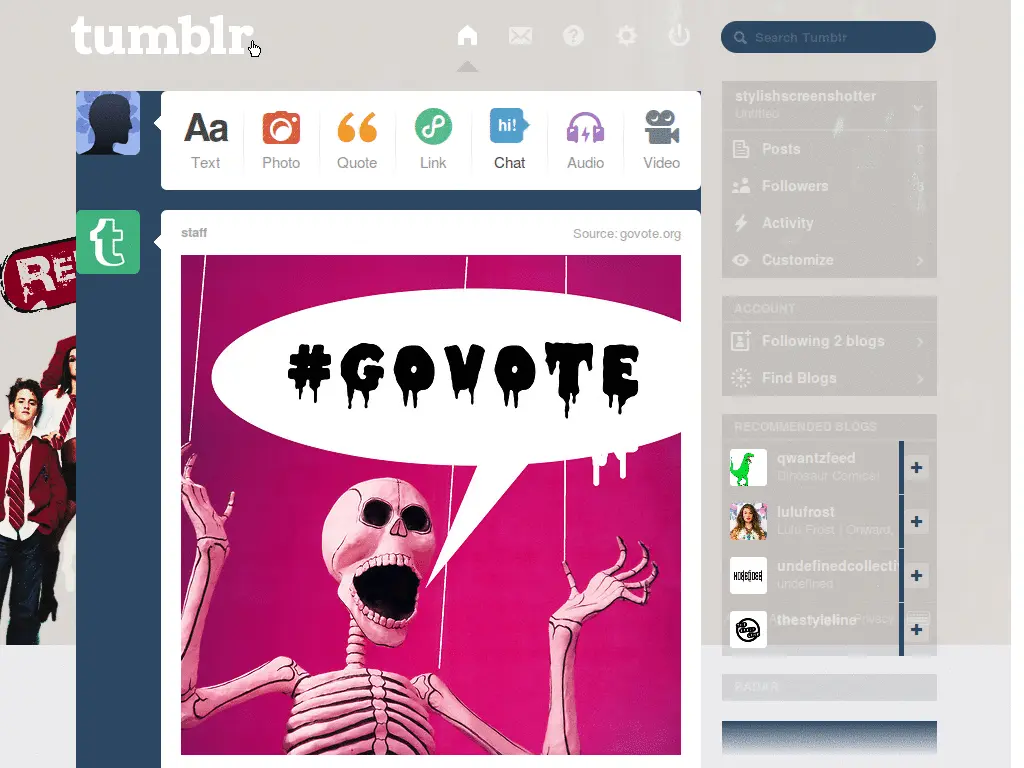 tumblr.
Search Tumblr
Aa
hi!
Text
Photo
Quote
Link
Chat
Audio
Video
staff
Source: govote.org
#GOVOTE
stylishscreenshotter
Untitled
Posts
Followers
Activity
Customize
ACCOUNT
Following 2 blogs
Find Blogs
RECOMMENDED BLOGS
qwantzfeed
Dinosaur Comics!
lulufrost
Lulu Frost | Onward,
undefinedcollecti
undefined
thestyleline
Privacy
RADAR